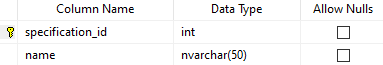 Column Name Data Type Allow Nulls
specification_id int
name nvarchar(50)